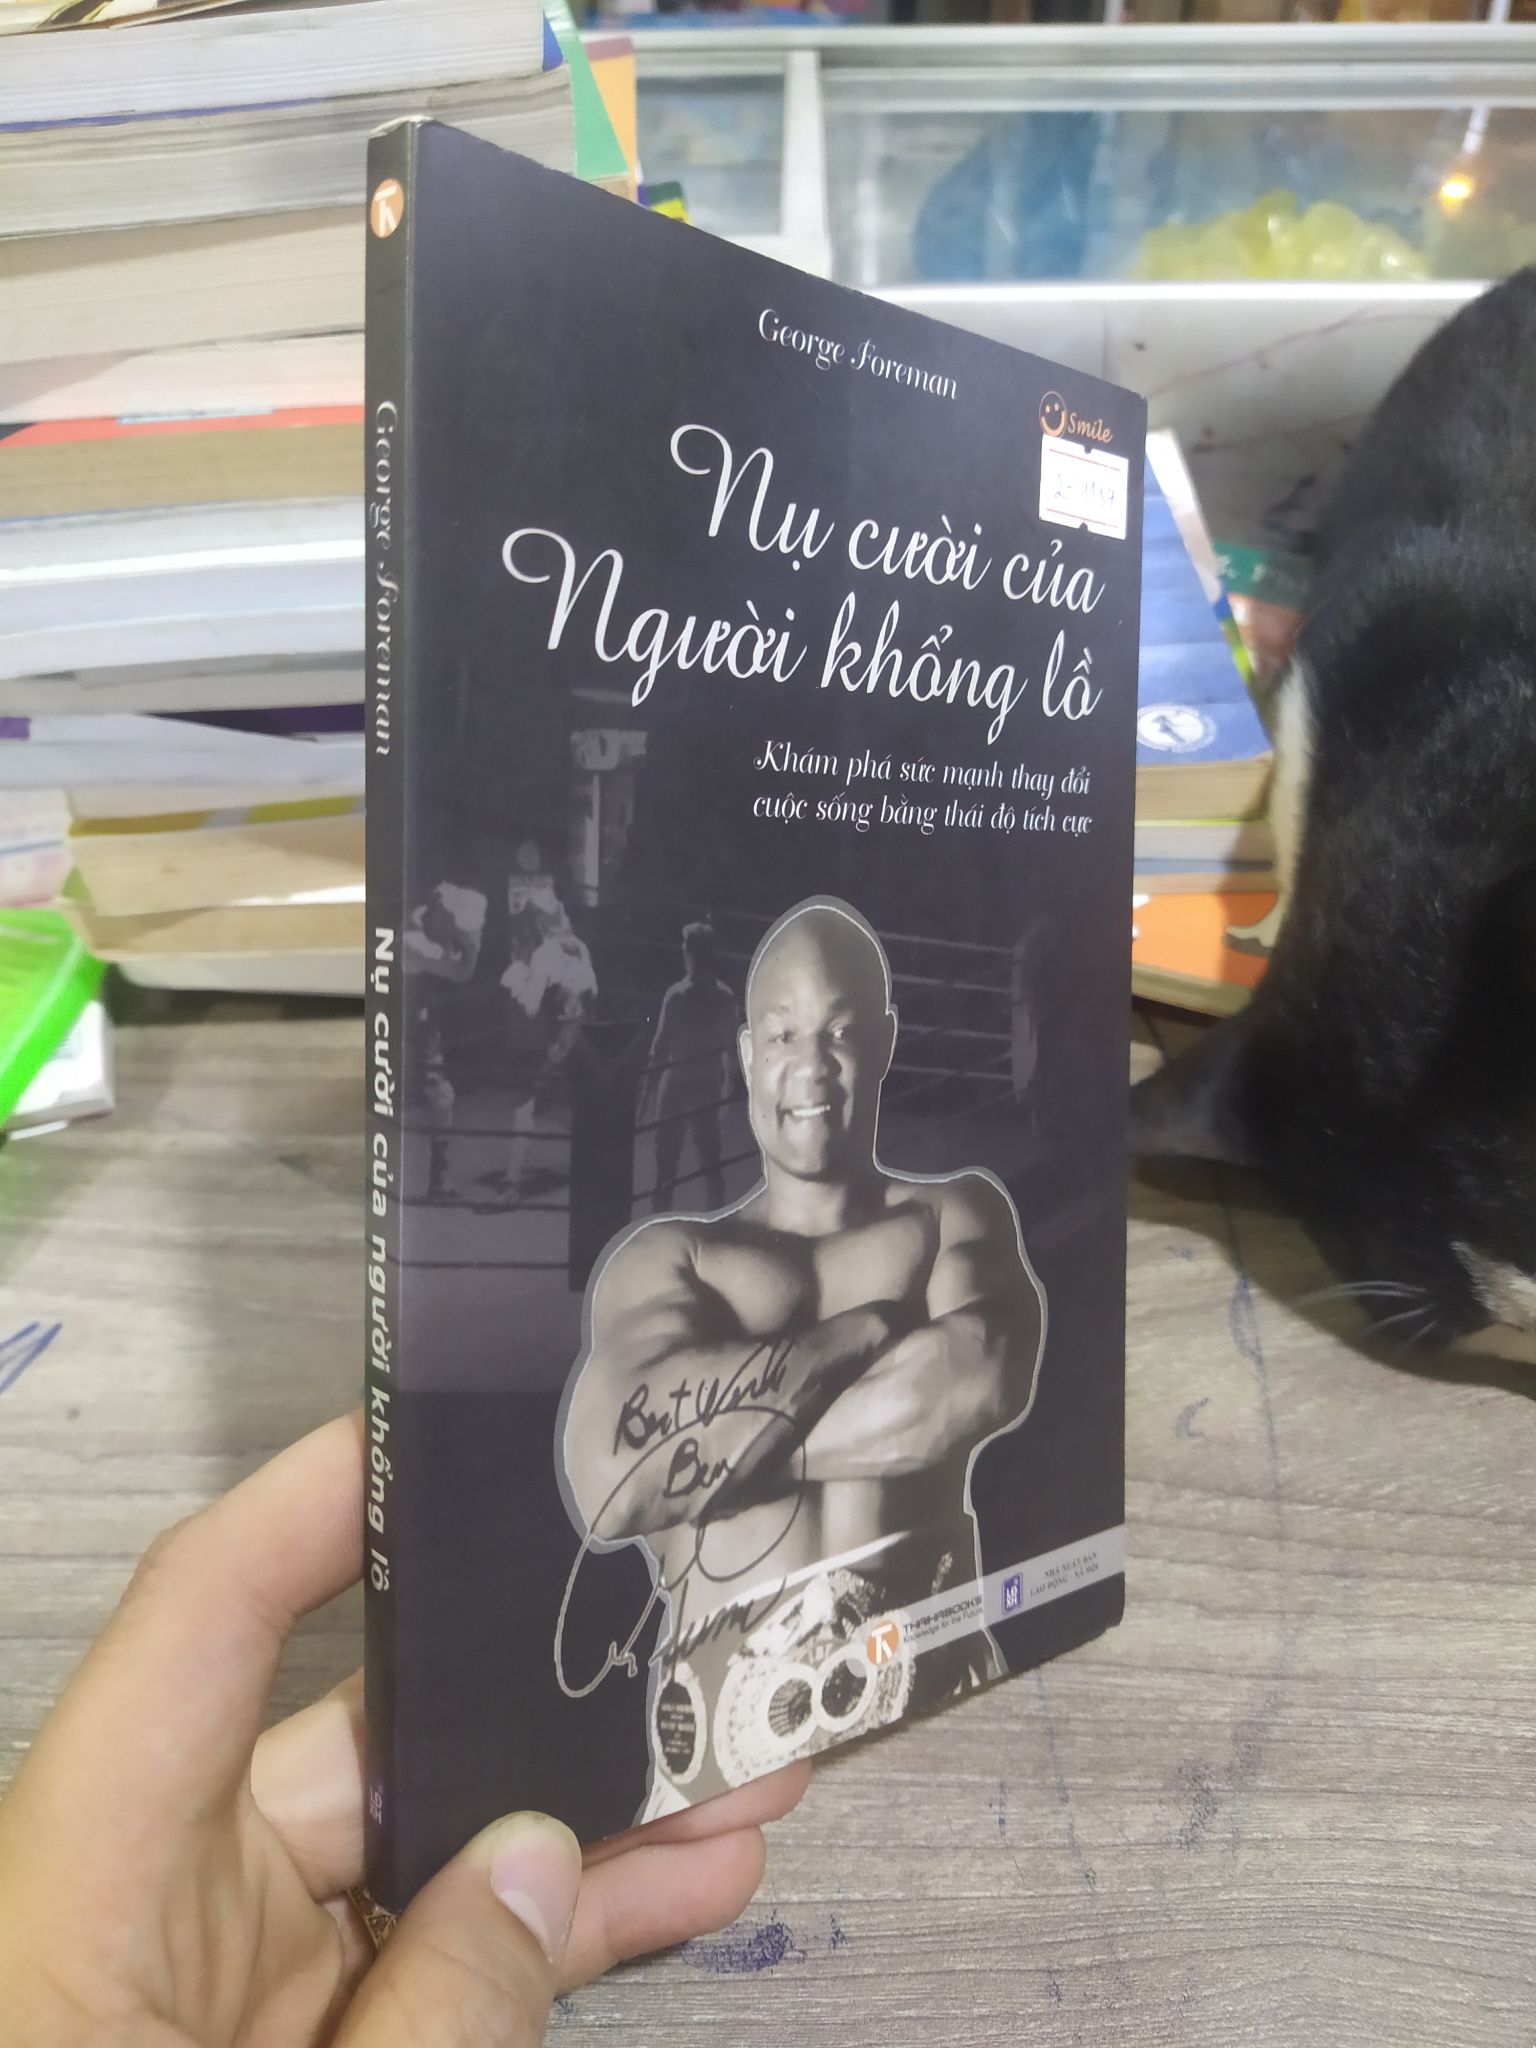 George Foreman
Smile
Nụ cười của
Người khổng lồ
Khám phá sức mạnh thay đổi
cuộc sống bằng thái độ tích cực
Best
Ben
THAIHABOOKS
Knowledge for the Future
NHÀ XUẤT BẢN
LAO ĐỘNG - XÃ HỘI
George Foreman
Nụ cười của người khổng lồ